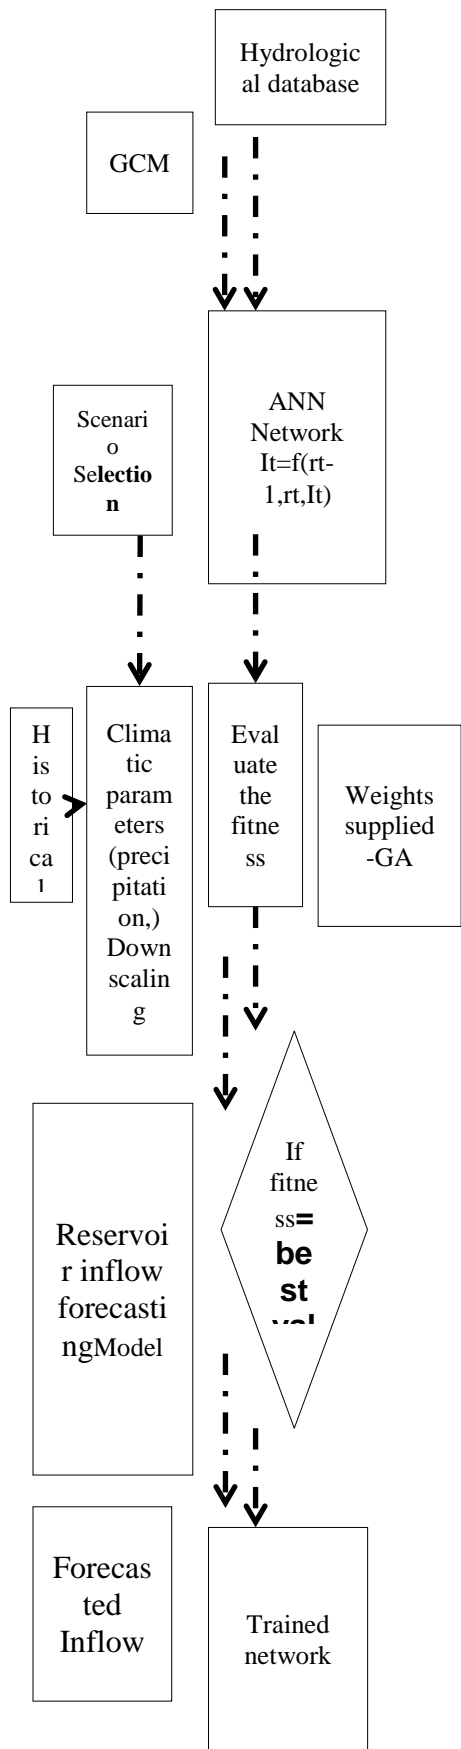 Hydrologic
al database
GCM
ANN
Network
It=f(rt-
1,rt,It)
Scenari
o
Selectio
n
H
is
to
ri
ca
Clima
tic
param
eters
(preci
pitati
on,)
Down
scalin
g
Eval
uate
the
fitne
ss
Weights
supplied
-GA
If
fitne
ss=
be
st
val
Reservoi
r inflow
forecasti
ngModel
Forecas
ted
Inflow
Trained
network